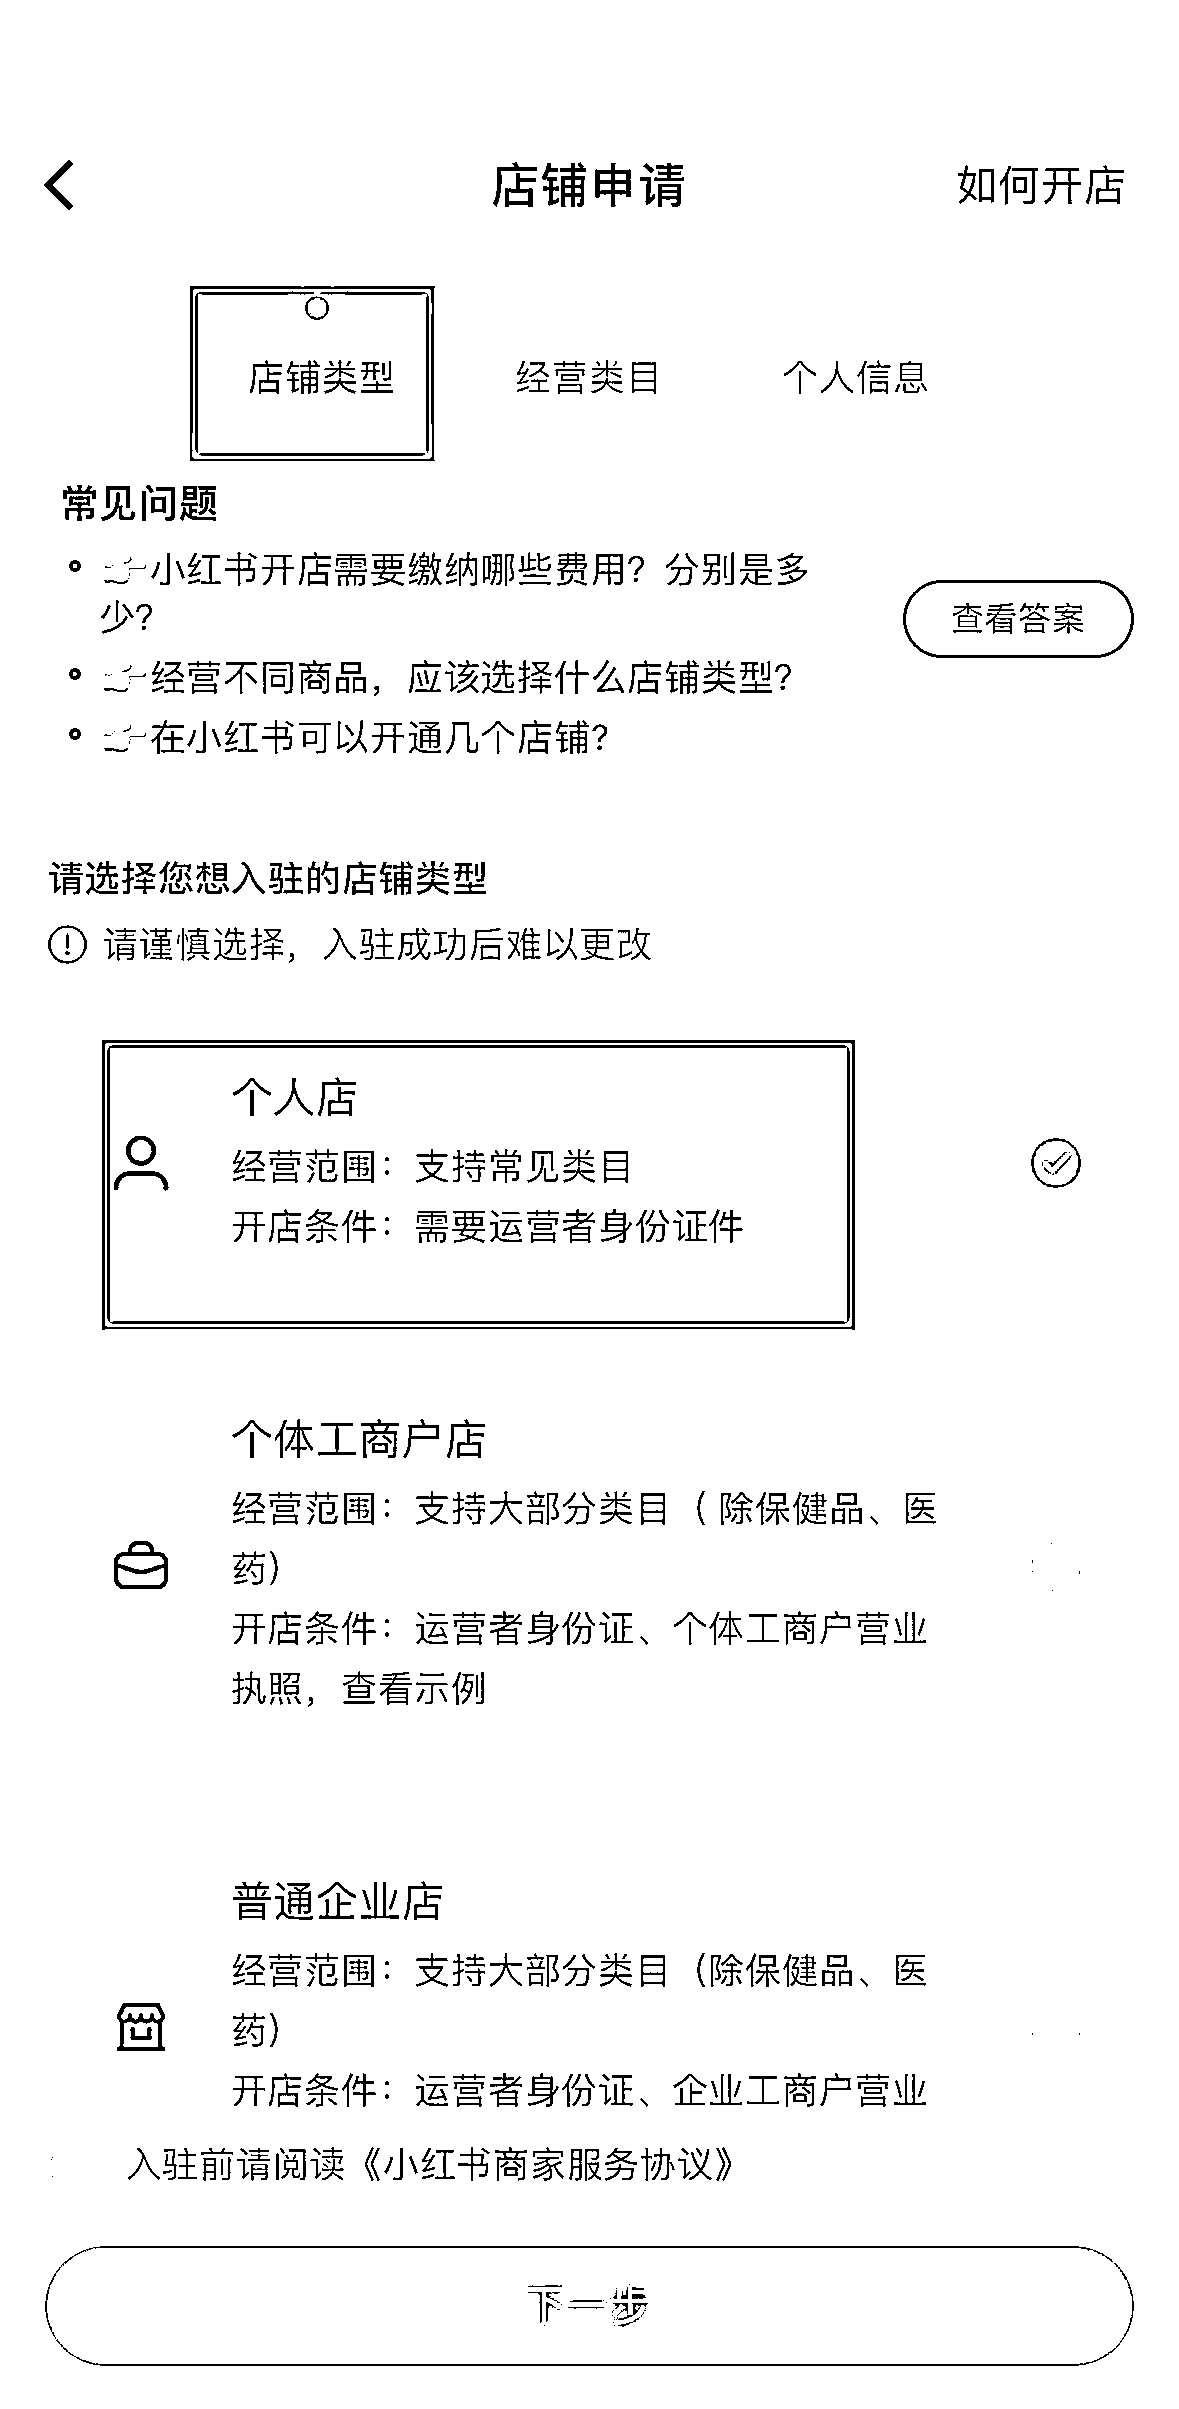 店铺申请
如何开店
店铺类型
经营类目
个人信息
常见问题
👉小红书开店需要缴纳哪些费用？分别是多
少？
查看答案
👉经营不同商品，应该选择什么店铺类型？
👉在小红书可以开通几个店铺？
请选择您想入驻的店铺类型
请谨慎选择，入驻成功后难以更改
个人店
经营范围：支持常见类目
开店条件：需要运营者身份证件
个体工商户店
经营范围：支持大部分类目（ 除保健品、医
药）
开店条件：运营者身份证、个体工商户营业
执照，查看示例
普通企业店
经营范围：支持大部分类目（除保健品、医
药）
开店条件：运营者身份证、企业工商户营业
入驻前请阅读《小红书商家服务协议》
下一步